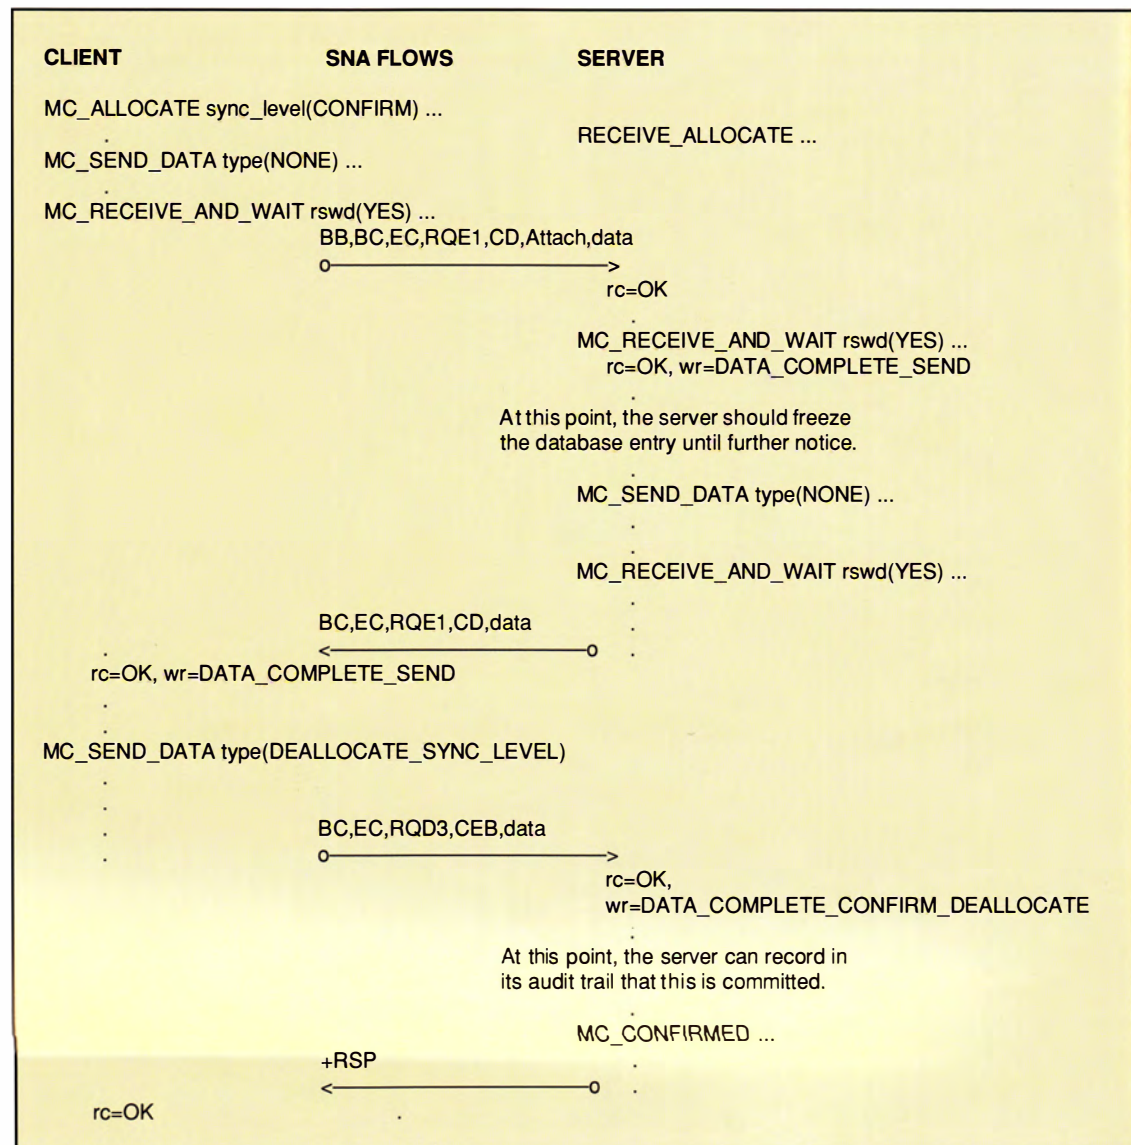 CLIENT SNA FLOWS SERVER
MC_ALLOCATE sync_level(CONFIRM) ...
RECEIVE_ALLOCATE ...
MC_SEND_DATA type(NONE) ...
MC_RECEIVE_AND_WAIT rswd(YES) ...
BB,BC,EC,RQE1,CD,Attach,data
o———>
rc=OK
MC_RECEIVE_AND_WAIT rswd(YES) ...
rc=OK, wr=DATA_COMPLETE_SEND
At this point, the server should freeze
the database entry until further notice.
MC_SEND_DATA type(NONE) ...
MC_RECEIVE_AND_WAIT rswd(YES) ...
BC,EC,RQE1,CD,data
<———o
rc=OK, wr=DATA_COMPLETE_SEND
MC_SEND_DATA type(DEALLOCATE_SYNC_LEVEL)
BC,EC,RQD3,CEB,data
o———>
rc=OK,
wr=DATA_COMPLETE_CONFIRM_DEALLOCATE
At this point, the server can record in
its audit trail that this is committed.
MC_CONFIRMED ...
+RSP
<———o
rc=OK